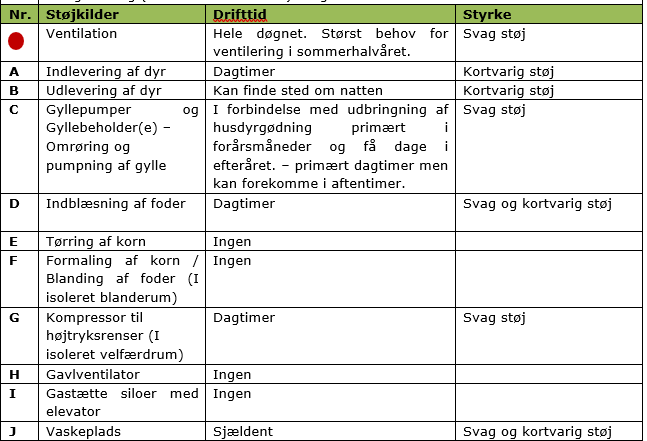 Nr. Støjkilder Drifttid Styrke
Ventilation Hele døgnet. Størst behov for Svag støj
ventilering i sommerhalvåret.
A Indlevering af dyr Dagtimer Kortvarig støj
B Udlevering af dyr Kan finde sted om natten Kortvarig støj
C Gyllepumper og I forbindelse med udbringning af Svag støj
Gyllebeholder(e) – husdyrgødning primært i
Omrøring og forårsmåneder og få dage i
pumpning af gylle efteråret. – primært dagtimer men
kan forekomme i aftentimer.
D Indblæsning af foder Dagtimer Svag og kortvarig støj
E Tørring af korn Ingen
F Formaling af korn / Ingen
Blanding af foder (I
isoleret blanderum)
G Kompressor til Dagtimer Svag støj
højtryksrenser (I
isoleret velfærdrum)
H Gavlventilator Ingen
I Gastætte siloer med Ingen
elevator
J Vaskeplads Sjældent Svag og kortvarig støj